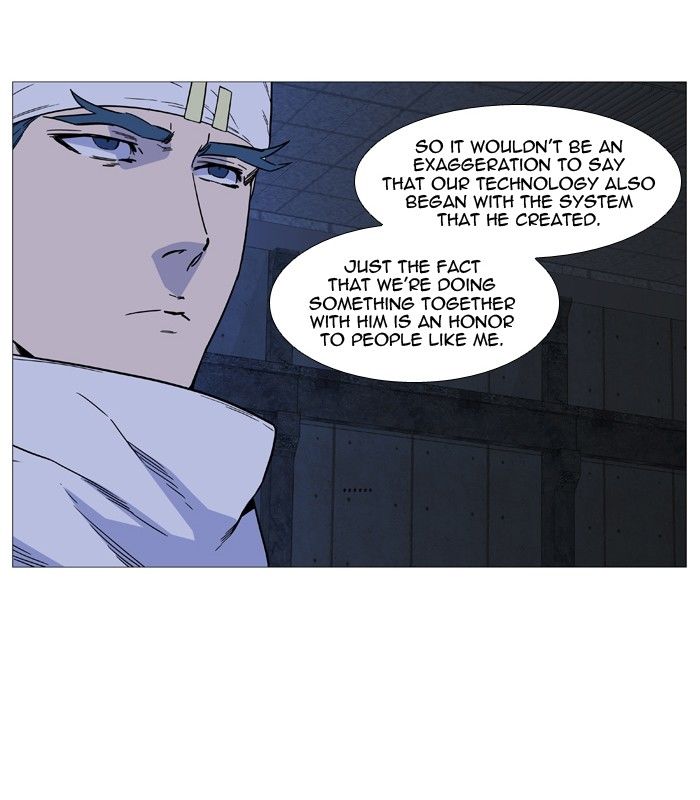 SO IT WOULDN'T BE AN
EXAGGERATION TO SAY
THAT OUR TECHNOLOGY ALSO
BEGAN WITH THE SYSTEM
THAT HE CREATED.
JUST THE FACT
THAT WE'RE DOING
SOMETHING TOGETHER
WITH HIM IS AN HONOR
TO PEOPLE LIKE ME.
......